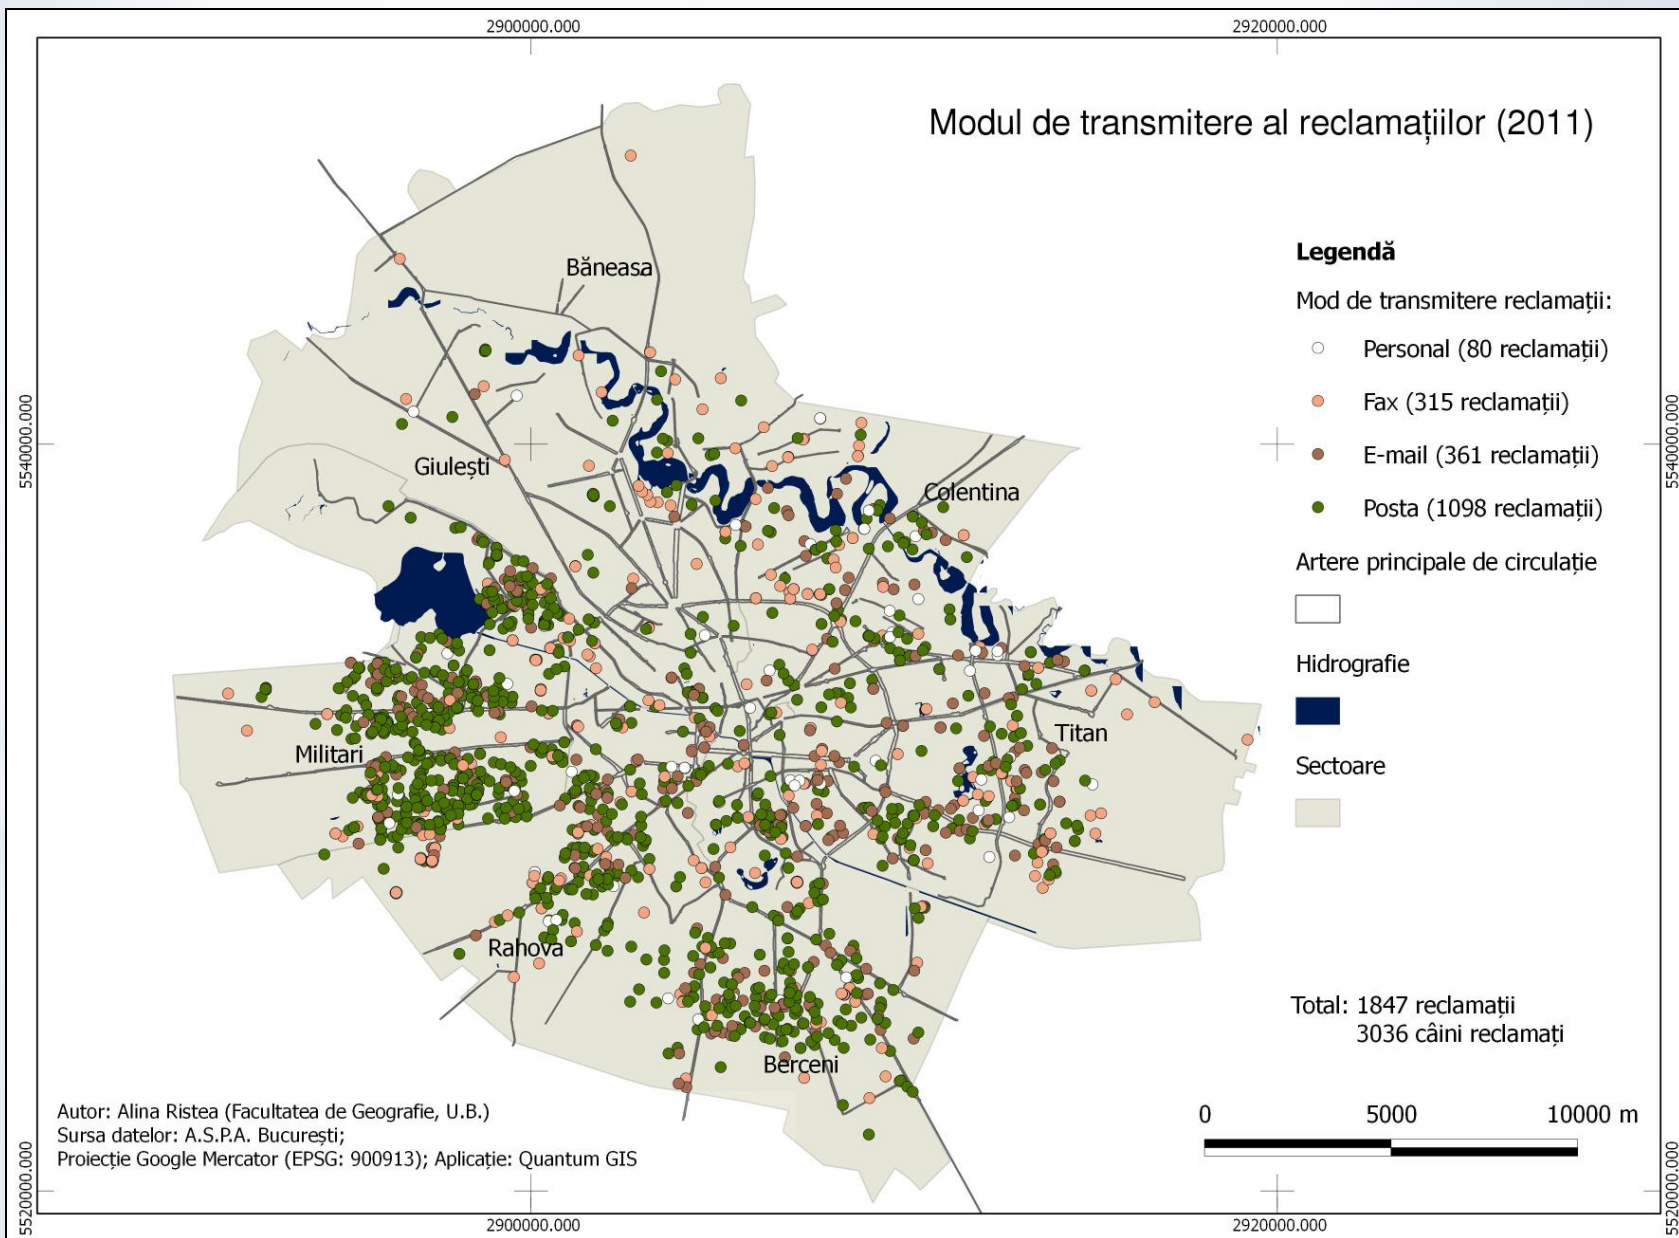 2900000.000
2920000.000
Modul de transmitere al reclamațiilor (2011)
Legendă
Mod de transmitere reclamații:
Personal (80 reclamații)
Fax (315 reclamații)
E-mail (361 reclamații)
Posta (1098 reclamații)
Artere principale de circulație
Hidrografie
Sectoare
Băneasa
Giulești
Colentina
Militari
Titan
Rahova
Berceni
5540000.000
5540000.000
Total: 1847 reclamații
3036 câini reclamați
Autor: Alina Ristea (Facultatea de Geografie, U.B.)
Sursa datelor: A.S.P.A. București;
Proiecție Google Mercator (EPSG: 900913); Aplicație: Quantum GIS
0 5000 10000 m
5520000.000
5520000.000
2900000.000
2920000.000